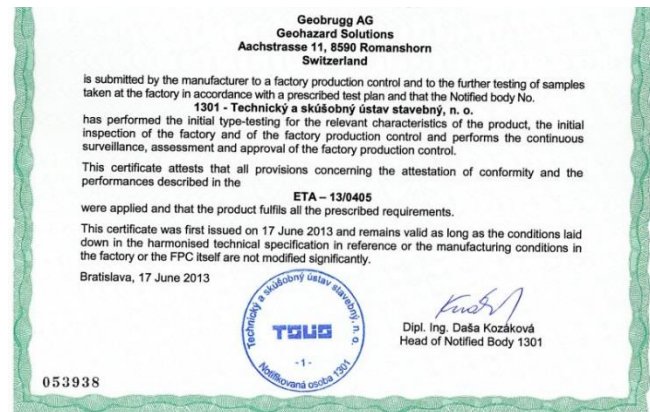 Geobrugg AG
Geohazard Solutions
Aachstrasse 11, 8590 Romanshorn
Switzerland
is submitted by the manufacturer to a factory production control and to the further testing of samples
taken at the factory in accordance with a prescribed test plan and that the Notified body No.
1301 - Technický a skúšobný ústav stavebný, n. o.
has performed the initial type-testing for the relevant characteristics of the product, the initial
inspection of the factory and of the factory production control and performs the continuous
surveillance, assessment and approval of the factory production control.
This certificate attests that all provisions concerning the attestation of conformity and the
performances described in the
ETA – 13/0405
were applied and that the product fulfils all the prescribed requirements.
This certificate was first issued on 17 June 2013 and remains valid as long as the conditions laid
down in the harmonised technical specification in reference or the manufacturing conditions in
the factory or the FPC itself are not modified significantly.
Bratislava, 17 June 2013
Technický a skúšobný ústav stavebný, n. o.
TSUS
- 1 -
Notifikovaná osoba 1301
Dipl. Ing. Daša Kozáková
Head of Notified Body 1301
053938